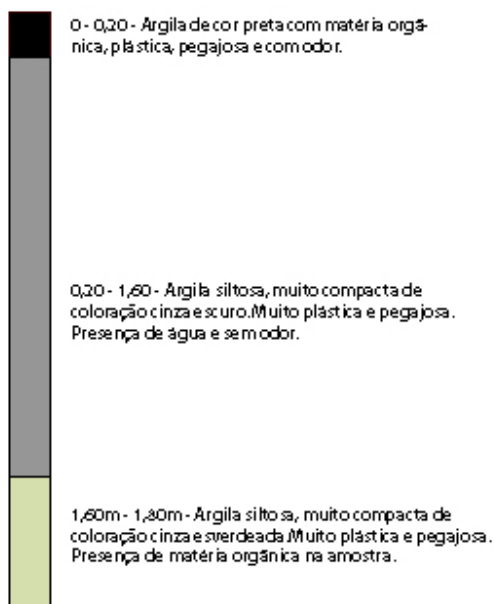 0 - 0,20 - Argila de cor preta com matéria orgâ-
nica, plástica, pegajosa e com odor.
0,20 - 1,60 - Argila siltosa, muito compacta de
coloração cinza escuro. Muito plástica e pegajosa.
Presença de água e sem odor.
1,60m - 1,80m - Argila siltosa, muito compacta de
coloração cinza esverdeada. Muito plástica e pegajosa.
Presença de matéria orgânica na amostra.